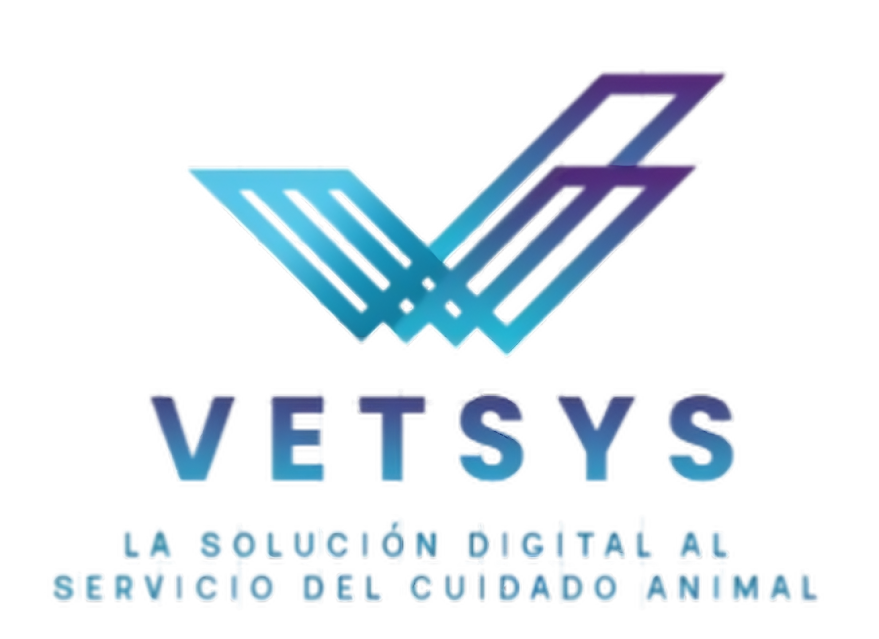 VETSYS
LA SOLUCIÓN DIGITAL AL
SERVICIO DEL CUIDADO ANIMAL